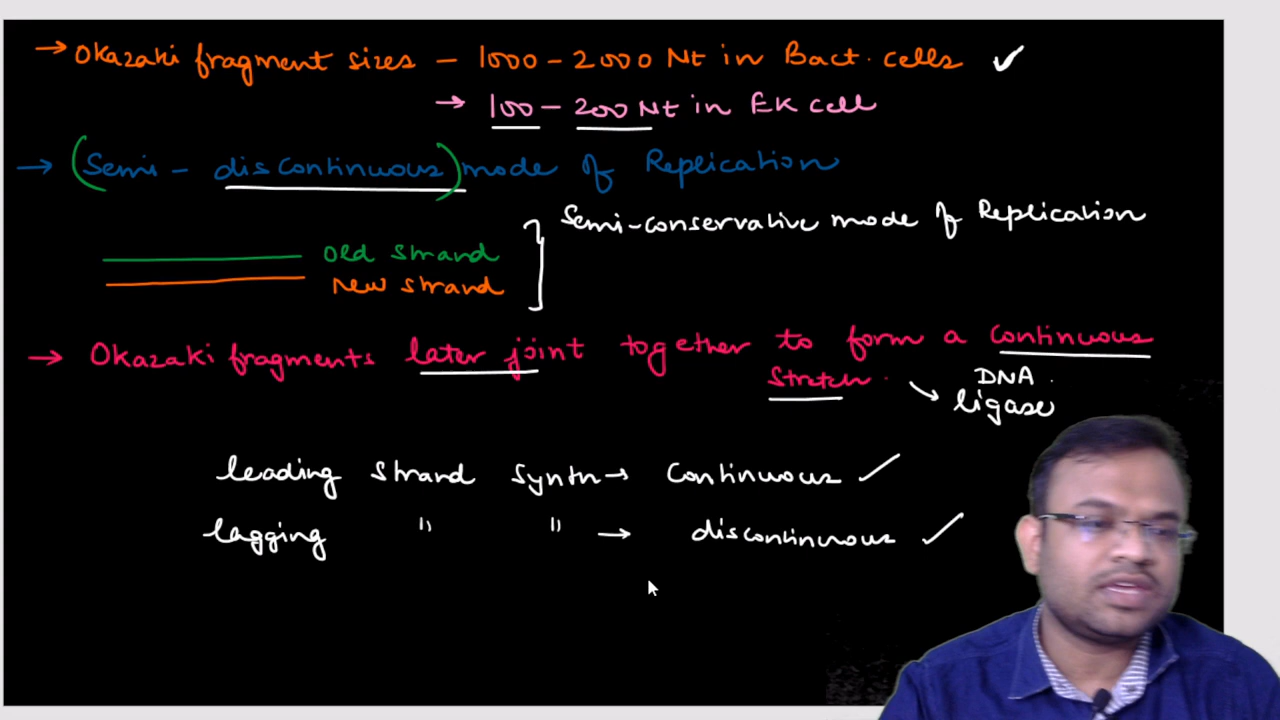 → Okazaki fragment sizes – 1000 – 2000 Nt in Bact. cells ✓
→ 100 – 200 Nt in EK cell
→ (Semi - discontinuous) mode of Replication
Semi-conservative mode of Replication
old strand
New strand
→ Okazaki fragments later joint together to form a continuous
stretch.
DNA
ligase
leading strand Synth → Continuous ✓
lagging " " → discontinuous ✓